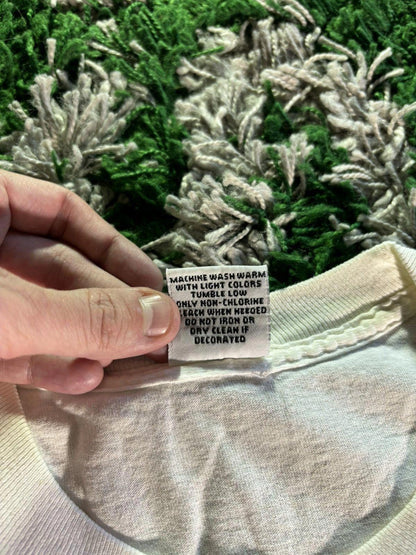 MACHINE WASH WARM
WITH LIGHT COLORS
TUMBLE LOW
ONLY NON-CHLORINE
BLEACH WHEN NEEDED
DO NOT IRON OR
DRY CLEAN IF
DECORATED